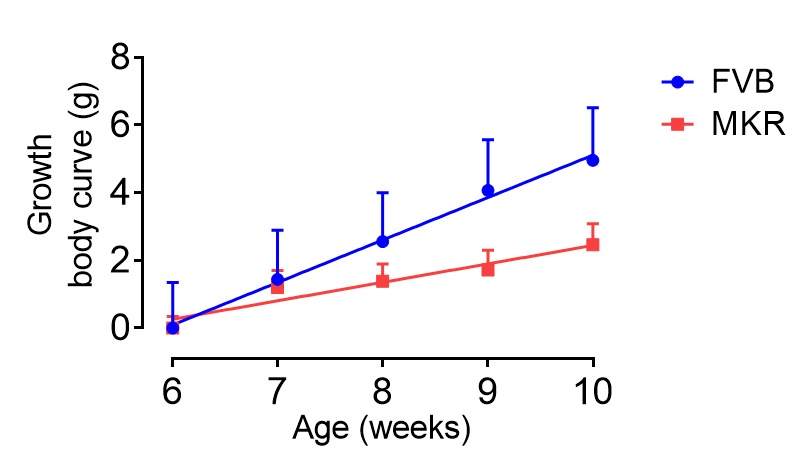 8
6
4
2
0
Growth
body curve (g)
6 7 8 9 10
Age (weeks)
FVB
MKR